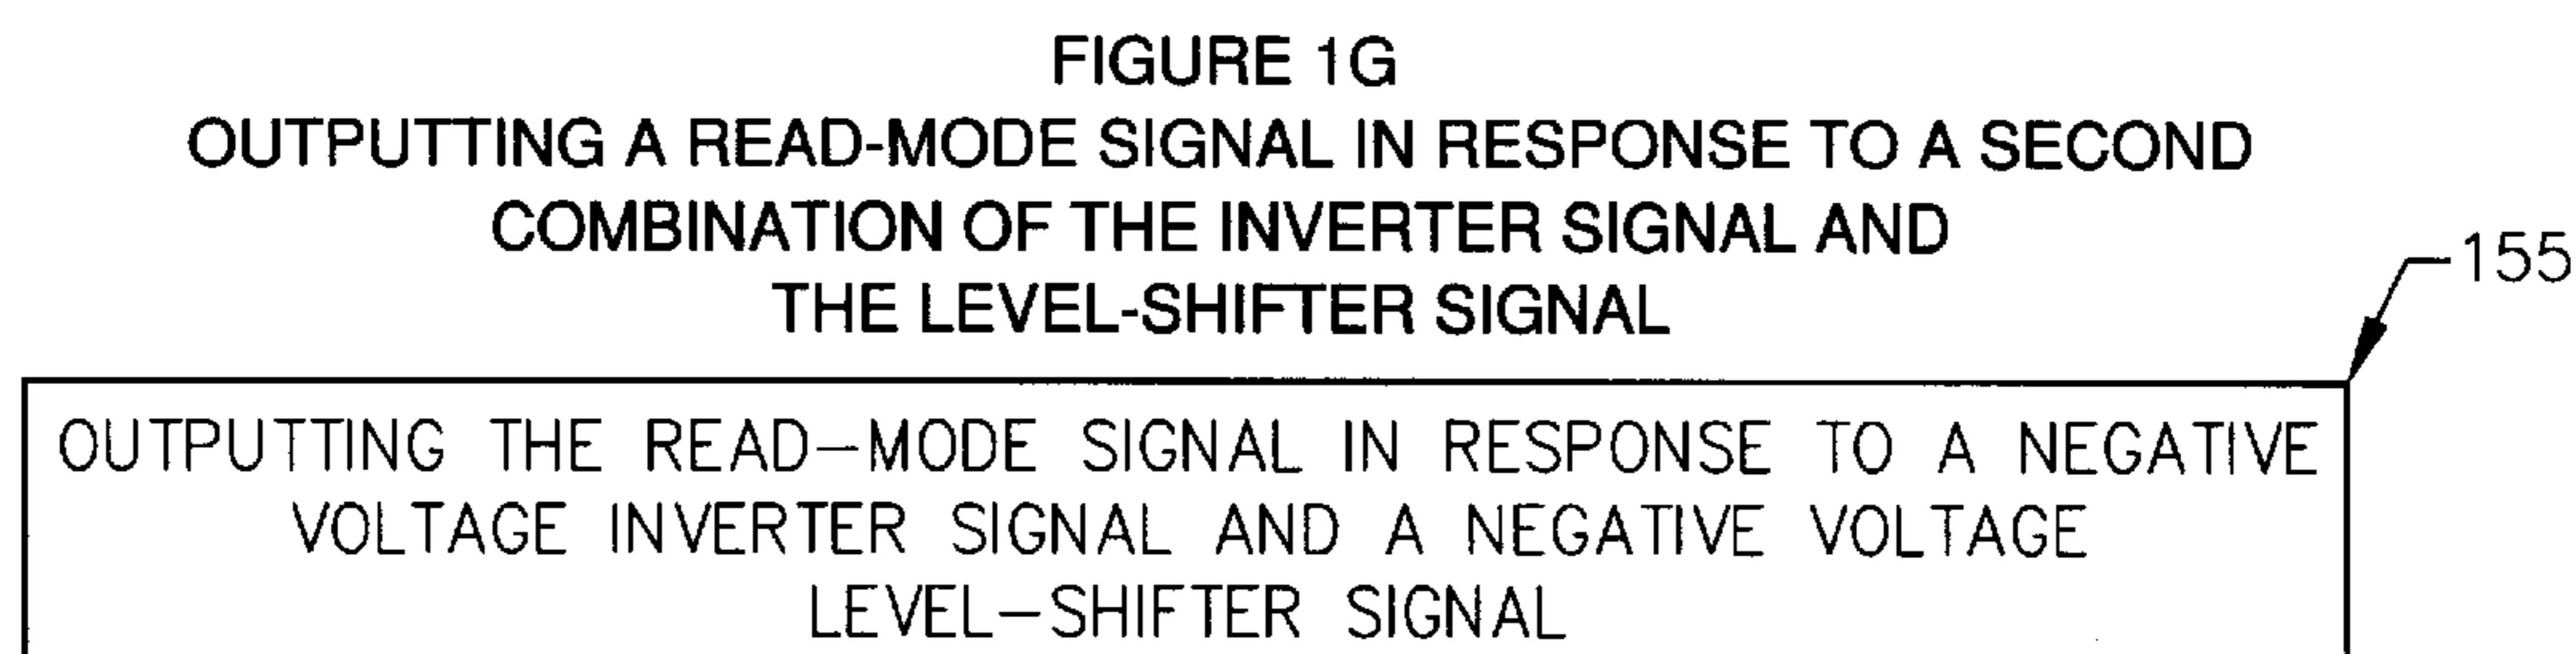 FIGURE 1G
OUTPUTTING A READ-MODE SIGNAL IN RESPONSE TO A SECOND
COMBINATION OF THE INVERTER SIGNAL AND
THE LEVEL-SHIFTER SIGNAL
155
OUTPUTTING THE READ-MODE SIGNAL IN RESPONSE TO A NEGATIVE
VOLTAGE INVERTER SIGNAL AND A NEGATIVE VOLTAGE
LEVEL-SHIFTER SIGNAL